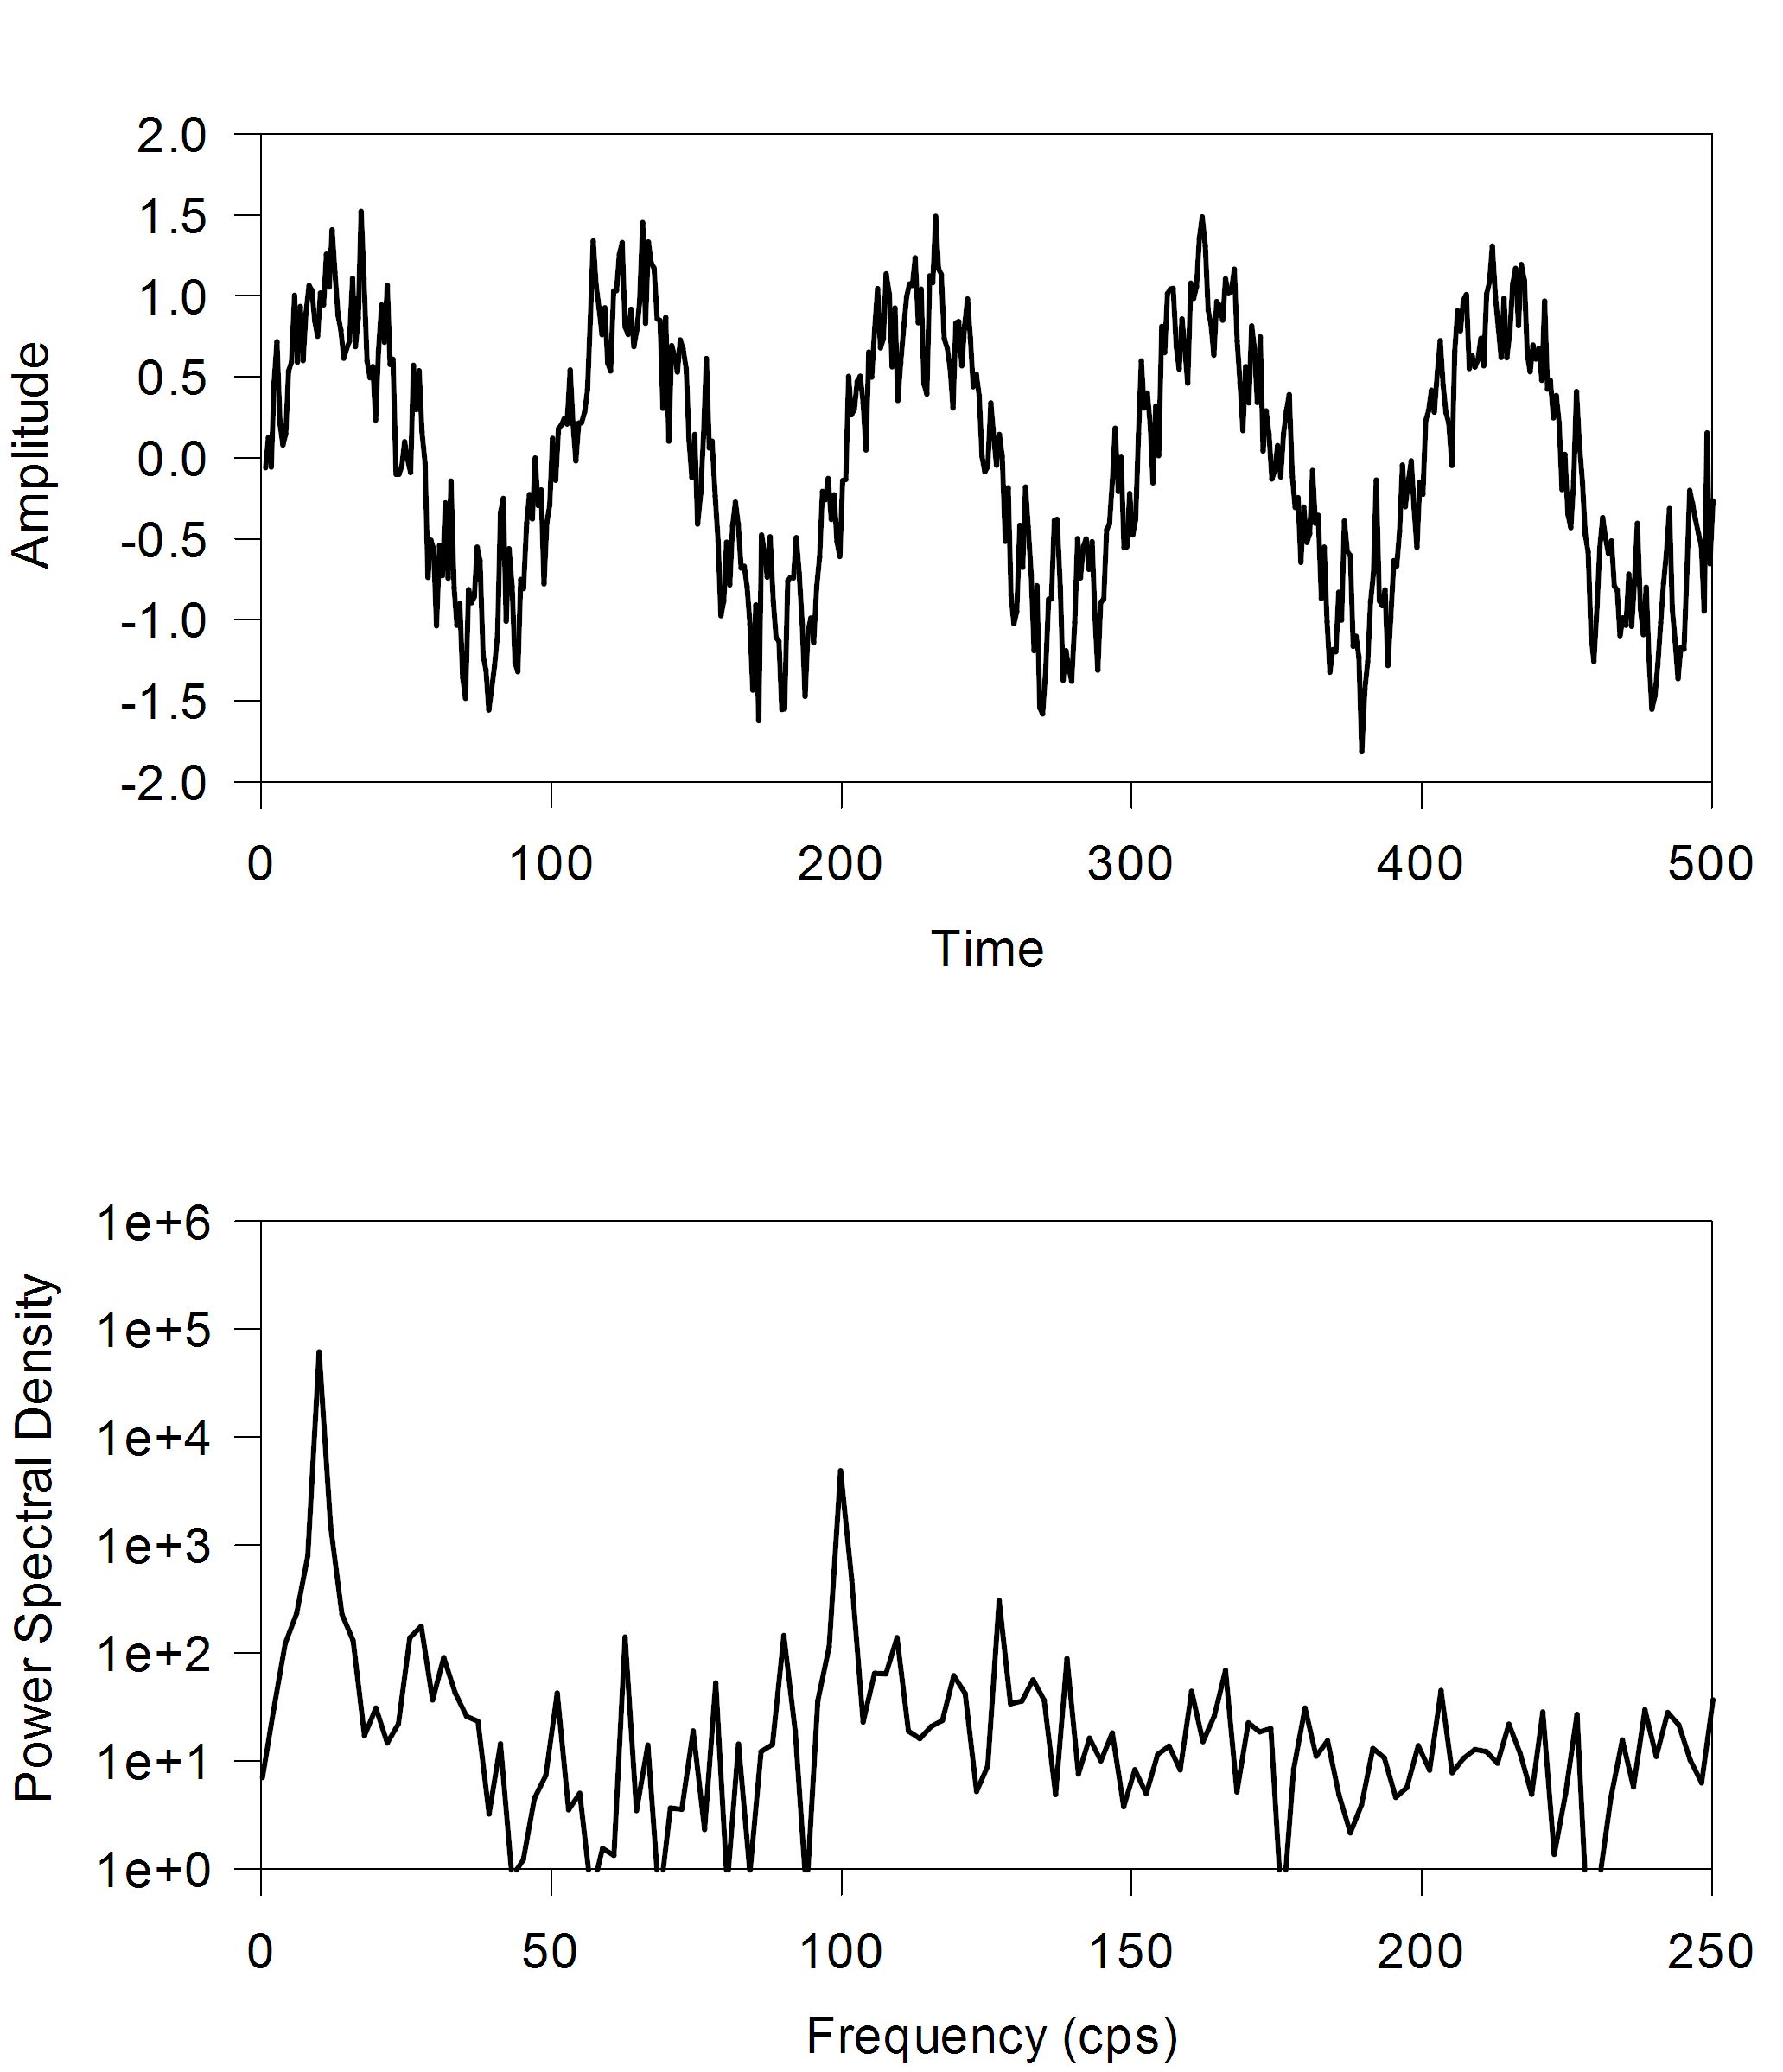 2.0
1.5
1.0
0.5
0.0
-0.5
-1.0
-1.5
-2.0
Amplitude
0 100 200 300 400 500
Time
1e+6
1e+5
1e+4
1e+3
1e+2
1e+1
1e+0
Power Spectral Density
0 50 100 150 200 250
Frequency (cps)